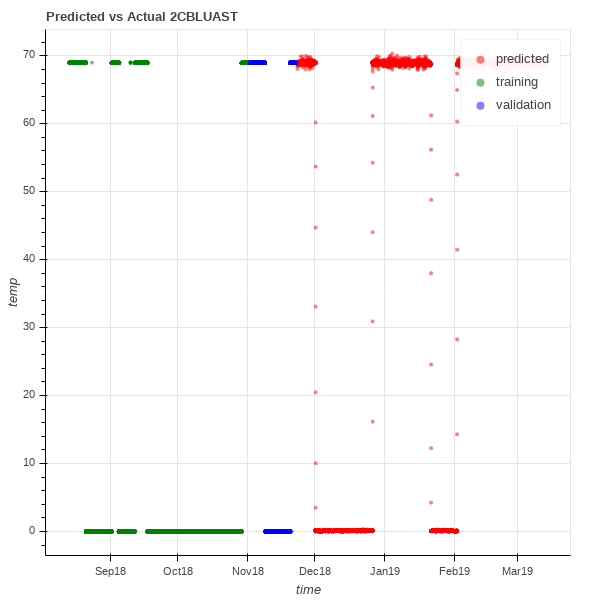 Predicted vs Actual 2CBLUAST
predicted
training
validation
70
60
50
40
30
20
10
0
temp
Sep18 Oct18 Nov18 Dec18 Jan19 Feb19 Mar19
time